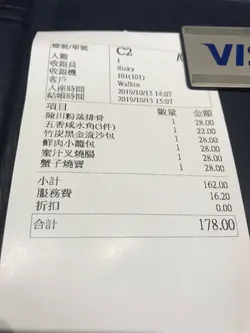 檯號/單號 C2
人數 1
收銀員 Ricky
收銀機 101(101)
客戶 Walkin
入座時間 2019/10/13 14:07
結帳時間 2019/10/13 15:07
項目 數量 金額
陳川粉蒸排骨 1 28.00
五香咸水角(3件) 1 22.00
竹炭黑金流沙包 1 28.00
鮮肉小籠包 1 28.00
蜜汁叉燒腸 1 28.00
蟹子燒賣 1 28.00
小計 162.00
服務費 16.20
折扣 0.00
合計 178.00
VIS